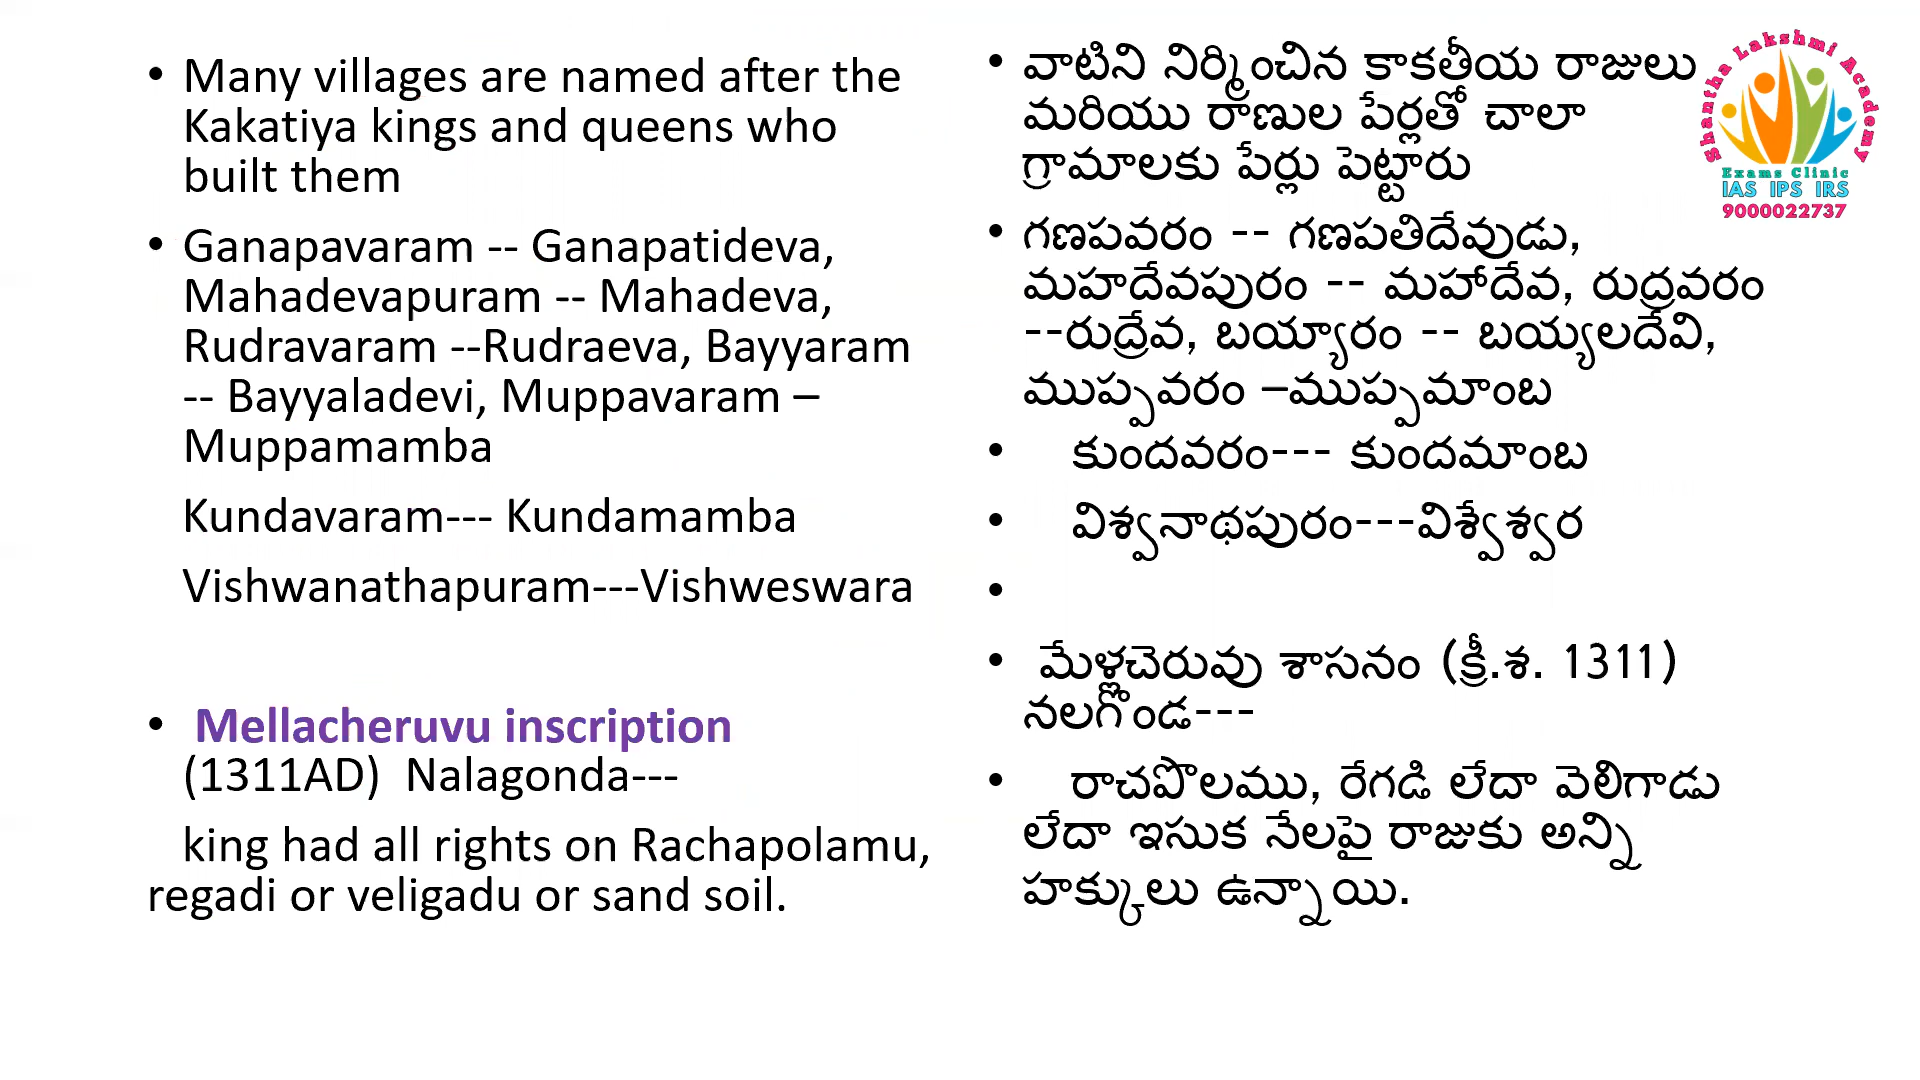 • Many villages are named after the
Kakatiya kings and queens who
built them
• Ganapavaram -- Ganapatideva,
Mahadevapuram -- Mahadeva,
Rudravaram --Rudraeva, Bayyaram
-- Bayyaladevi, Muppavaram –
Muppamamba
Kundavaram--- Kundamamba
Vishwanathapuram---Vishweswara
• Mellacheruvu inscription
(1311AD)  Nalagonda---
king had all rights on Rachapolamu,
regadi or veligadu or sand soil.
• వాటిని నిర్మించిన కాకతీయ రాజులు
మరియు రాణుల పేర్లతో చాలా
గ్రామాలకు పేర్లు పెట్టారు
• గణపవరం -- గణపతిదేవుడు,
మహదేవపురం -- మహాదేవ, రుద్రవరం
--రుద్రేవ, బయ్యారం -- బయ్యలదేవి,
ముప్పవరం –ముప్పమాంబ
• కుందవరం--- కుందమాంబ
• విశ్వనాథపురం---విశ్వేశ్వర
•
• మేళ్లచెరువు శాసనం (క్రీ.శ. 1311)
నలగొండ---
• రాచపొలము, రేగడి లేదా వెలిగాడు
లేదా ఇసుక నేలపై రాజుకు అన్ని
హక్కులు ఉన్నాయి.
Shantha Lakshmi Academy
Exams Clinic
IAS IPS IRS
9000022737